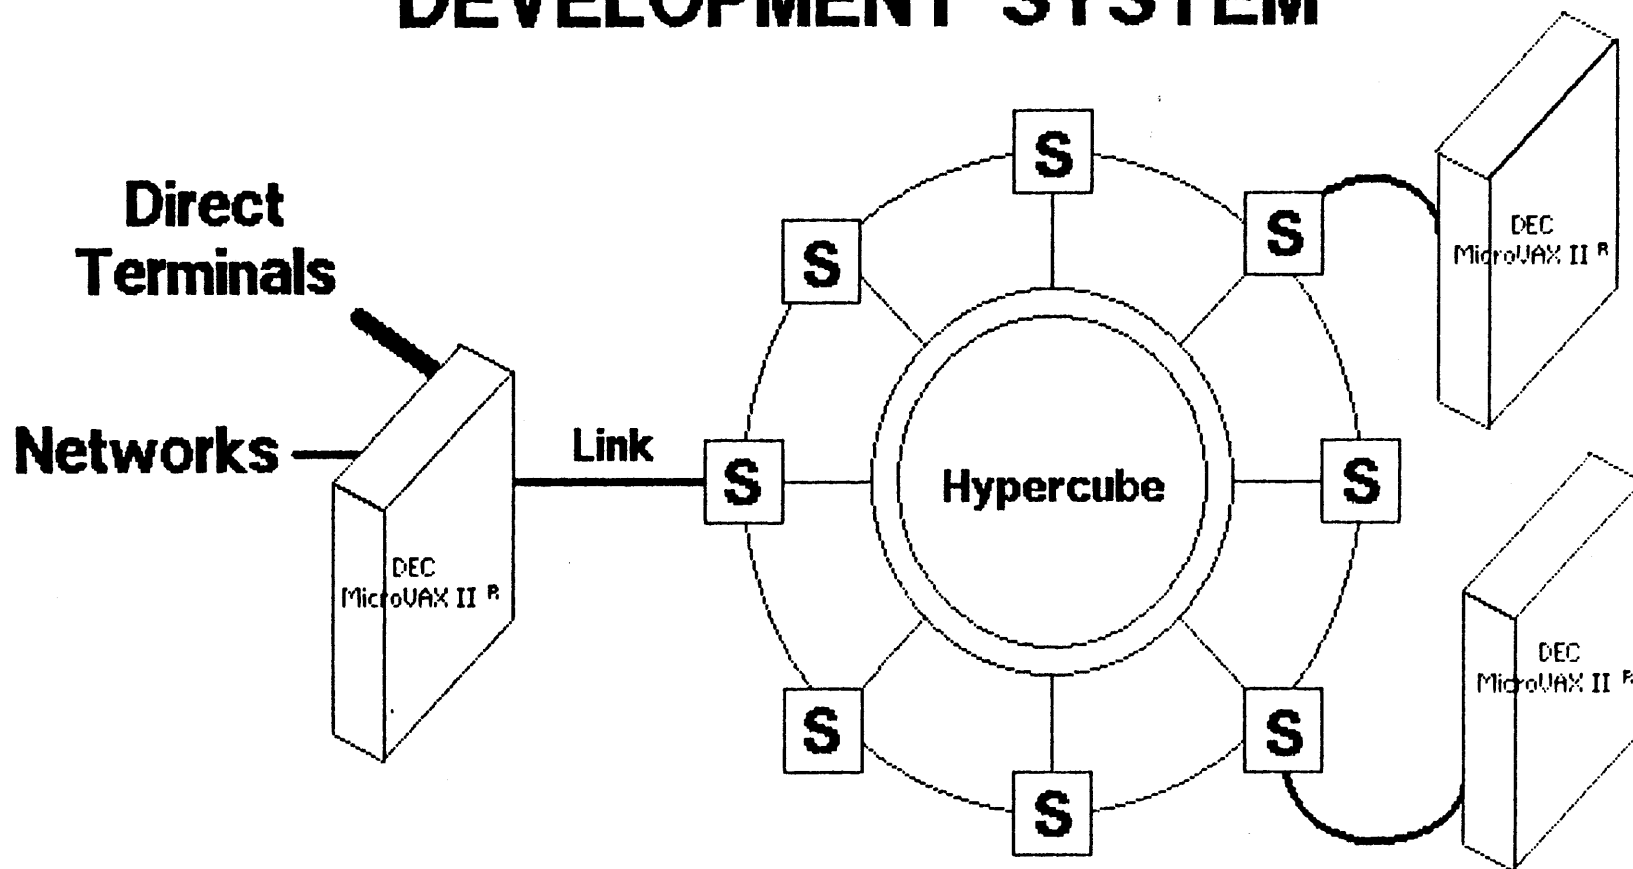 DEVELOPMENT SYSTEM
Direct
Terminals
Networks
Link
Hypercube
S
S
S
S
S
S
S
S
DEC
MicroVAX II R
DEC
MicroVAX II R
DEC
MicroVAX II R